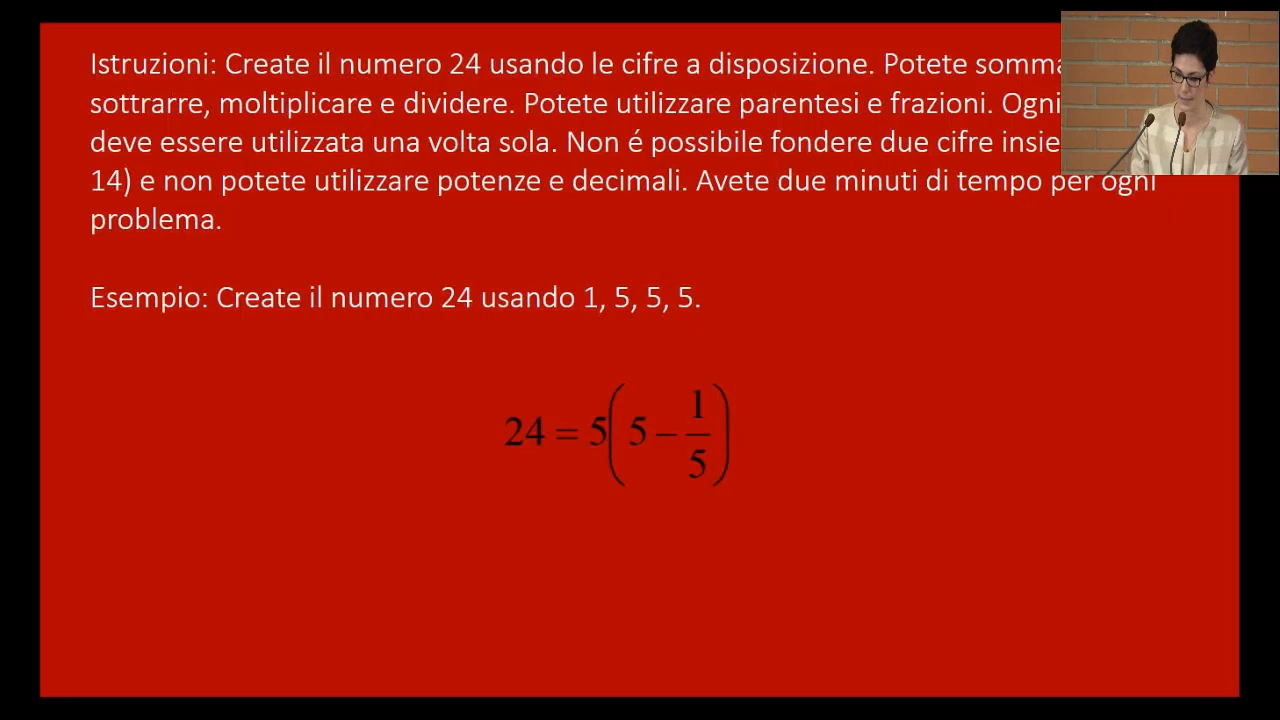 Istruzioni: Create il numero 24 usando le cifre a disposizione. Potete
sottrarre, moltiplicare e dividere. Potete utilizzare parentesi e frazioni. Ogni
deve essere utilizzata una volta sola. Non é possibile fondere due cifre
14) e non potete utilizzare potenze e decimali. Avete due minuti di tempo per ogni
problema.
Esempio: Create il numero 24 usando 1, 5, 5, 5.
24 = 5(5 − 1/5)